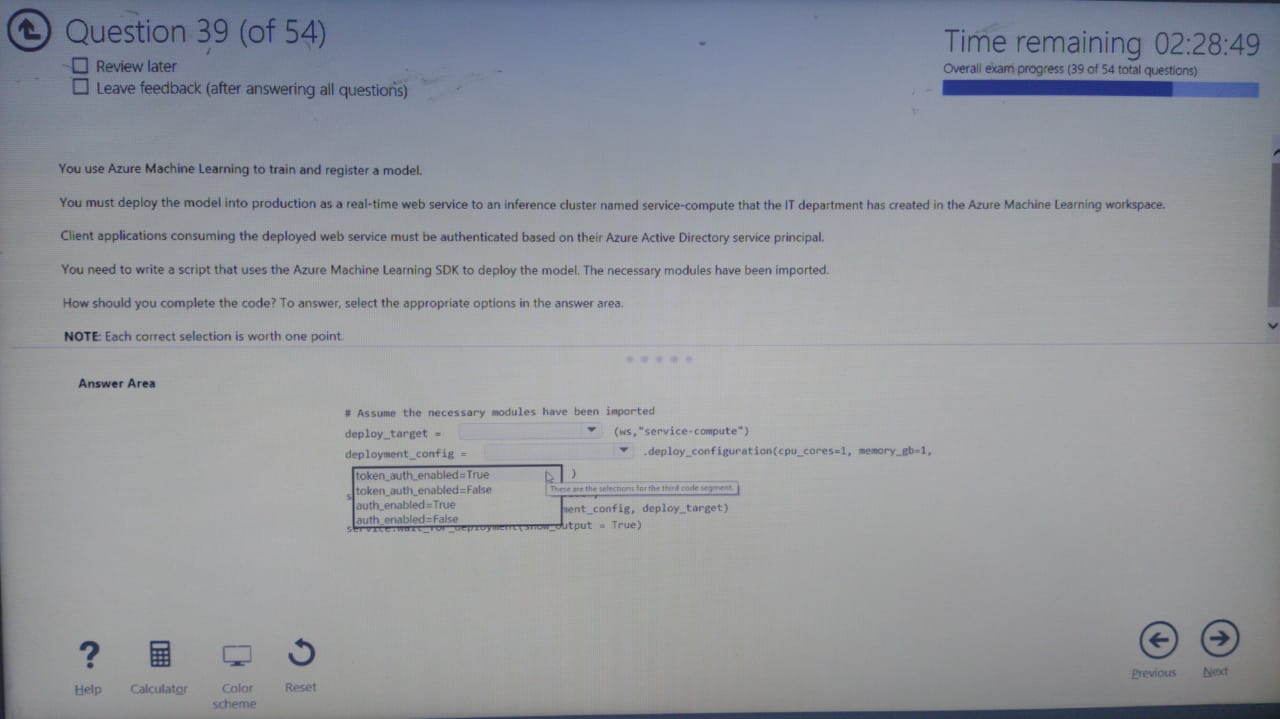 Question 39 (of 54)
Review later
Leave feedback (after answering all questions)
Time remaining 02:28:49
Overall exam progress (39 of 54 total questions)
You use Azure Machine Learning to train and register a model.
You must deploy the model into production as a real-time web service to an inference cluster named service-compute that the IT department has created in the Azure Machine Learning workspace.
Client applications consuming the deployed web service must be authenticated based on their Azure Active Directory service principal.
You need to write a script that uses the Azure Machine Learning SDK to deploy the model. The necessary modules have been imported.
How should you complete the code? To answer, select the appropriate options in the answer area.
NOTE: Each correct selection is worth one point.
Answer Area
# Assume the necessary modules have been imported
deploy_target = (ws,"service-compute")
deployment_config = .deploy_configuration(cpu_cores=1, memory_gb=1,
token_auth_enabled=True )
token_auth_enabled=False
These are the selections for the third code segment.
auth_enabled=True ment_config, deploy_target)
auth_enabled=False
service.wait_for_deployment(show_output = True)
Help
Calculator
Color scheme
Reset
Previous
Next